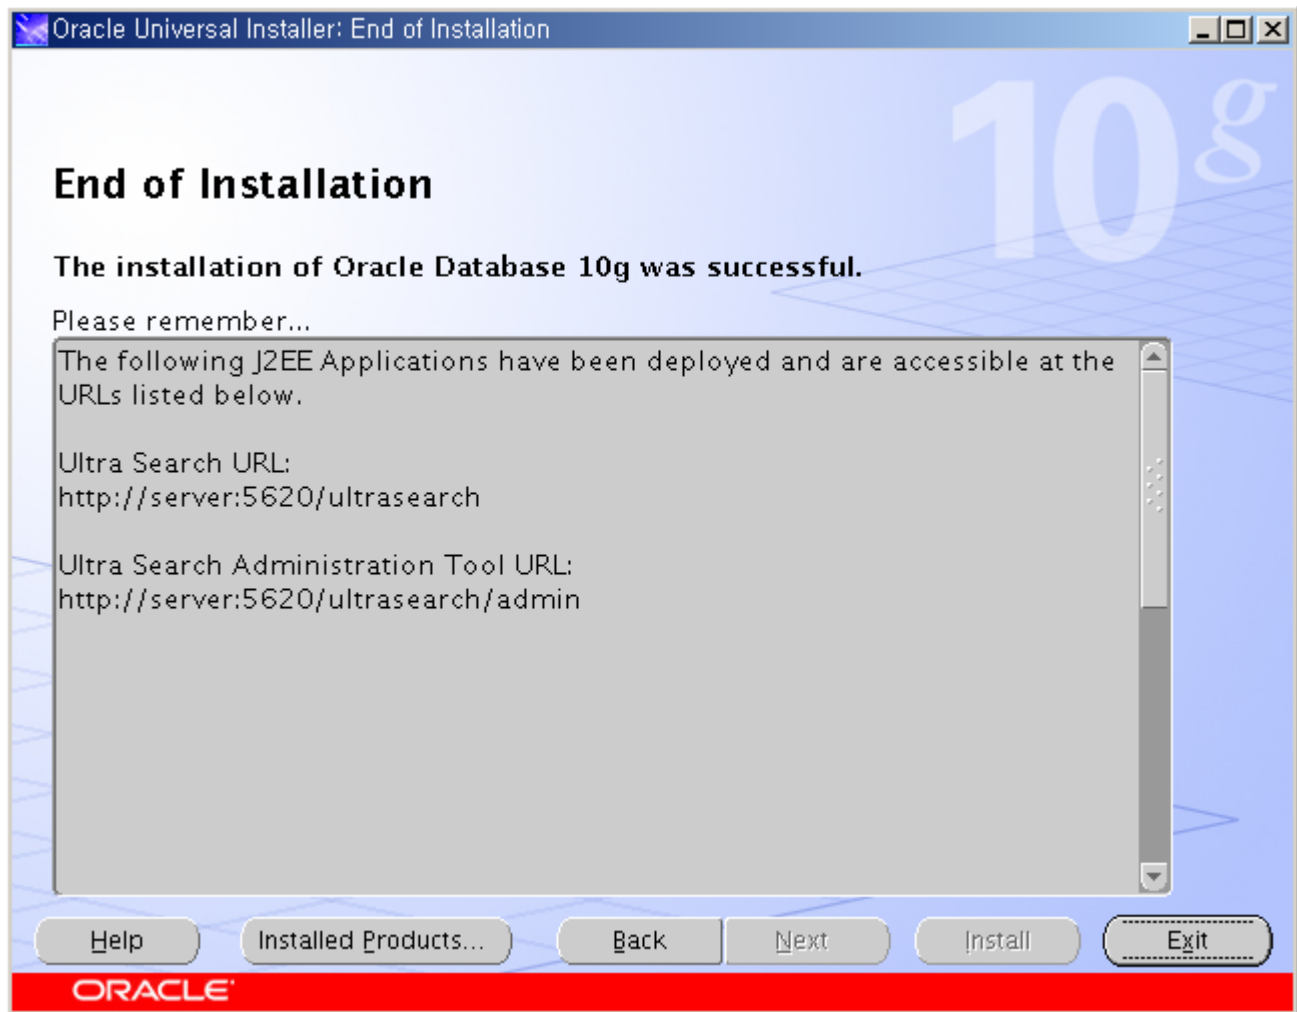 Oracle Universal Installer: End of Installation
10g
End of Installation
The installation of Oracle Database 10g was successful.
Please remember...
The following J2EE Applications have been deployed and are accessible at the
URLs listed below.
Ultra Search URL:
http://server:5620/ultrasearch
Ultra Search Administration Tool URL:
http://server:5620/ultrasearch/admin
Help Installed Products... Back Next Install Exit
ORACLE